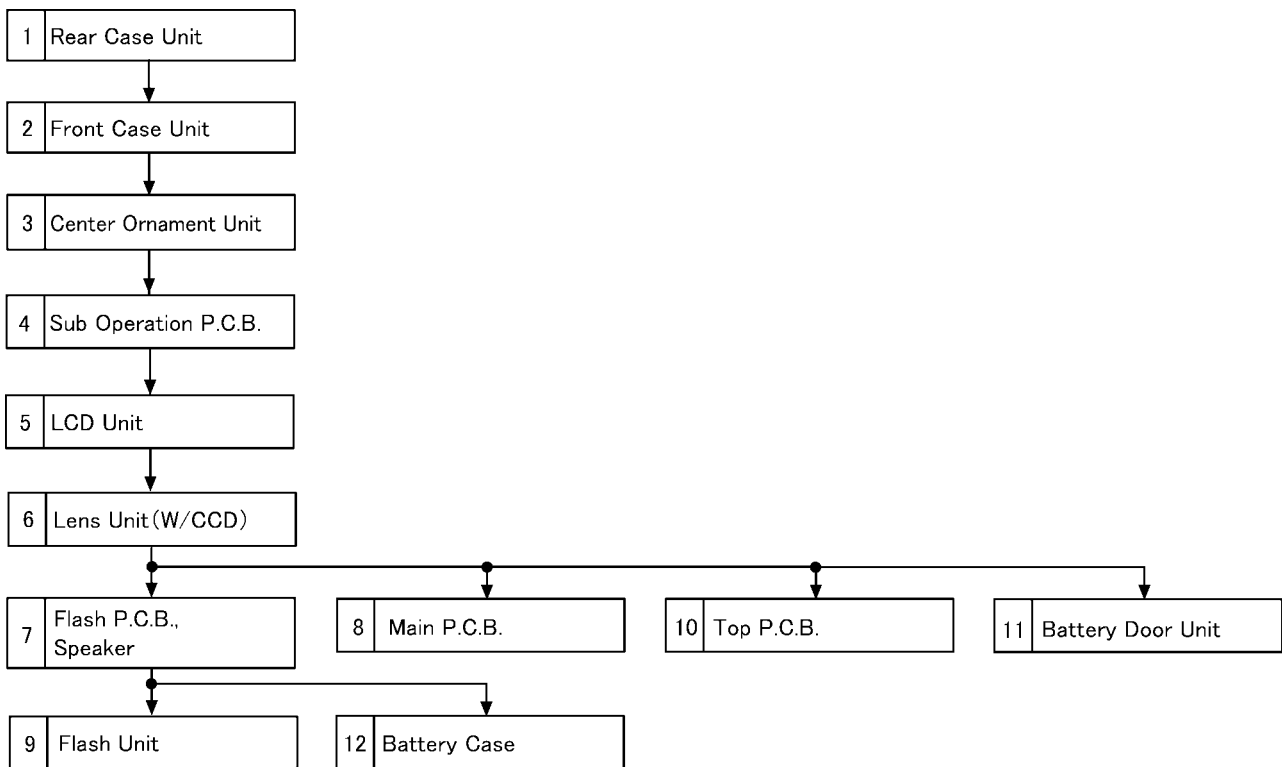 1 Rear Case Unit
2 Front Case Unit
3 Center Ornament Unit
4 Sub Operation P.C.B.
5 LCD Unit
6 Lens Unit(W/CCD)
7 Flash P.C.B.,
Speaker
8 Main P.C.B.
10 Top P.C.B.
11 Battery Door Unit
9 Flash Unit
12 Battery Case